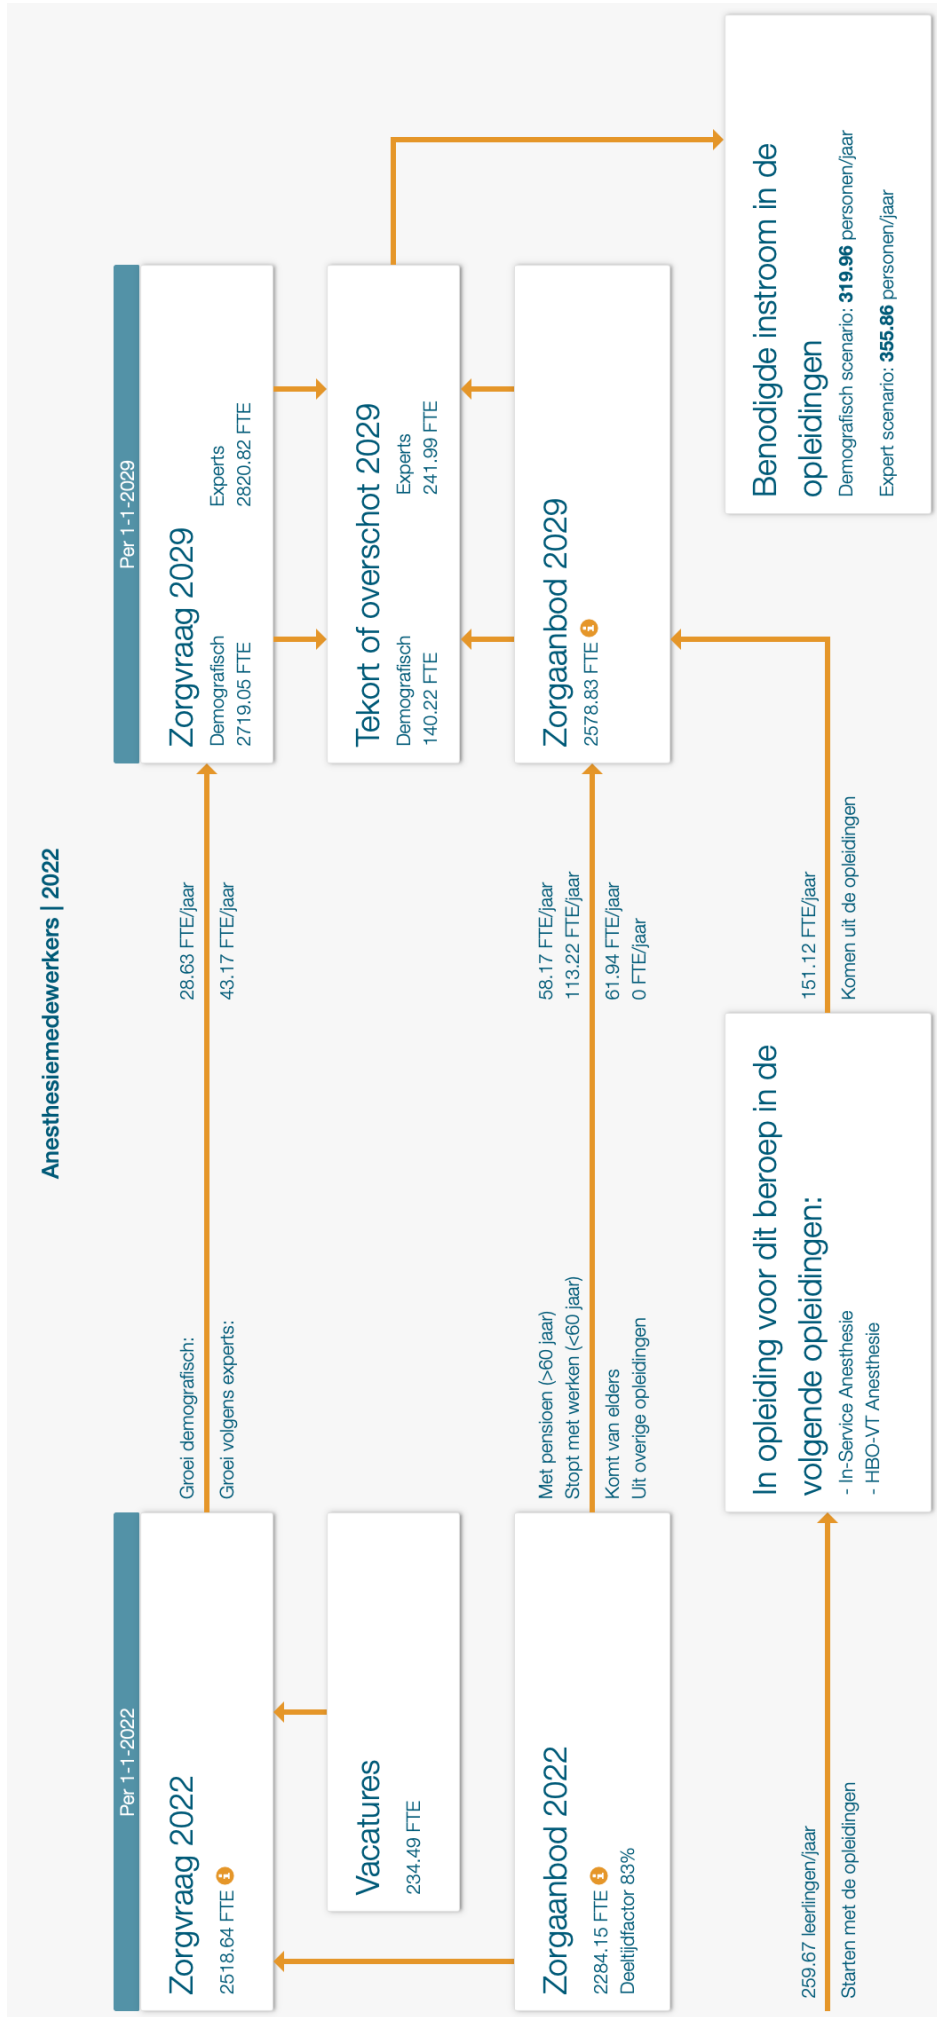 Anesthesiemedewerkers | 2022
Per 1-1-2022
Per 1-1-2029
Zorgvraag 2022
2518.64 FTE
Groei demografisch:
28.63 FTE/jaar
Groei volgens experts:
43.17 FTE/jaar
Zorgvraag 2029
Demografisch
Experts
2719.05 FTE
2820.82 FTE
Vacatures
234.49 FTE
Tekort of overschot 2029
Demografisch
Experts
140.22 FTE
241.99 FTE
Zorgaanbod 2022
2284.15 FTE
Deeltijdfactor 83%
Met pensioen (>60 jaar)
58.17 FTE/jaar
Stopt met werken (<60 jaar)
113.22 FTE/jaar
Komt van elders
61.94 FTE/jaar
Uit overige opleidingen
0 FTE/jaar
Zorgaanbod 2029
2578.83 FTE
259.67 leerlingen/jaar
Starten met de opleidingen
In opleiding voor dit beroep in de
volgende opleidingen:
- In-Service Anesthesie
- HBO-VT Anesthesie
151.12 FTE/jaar
Komen uit de opleidingen
Benodigde instroom in de
opleidingen
Demografisch scenario: 319.96 personen/jaar
Expert scenario: 355.86 personen/jaar